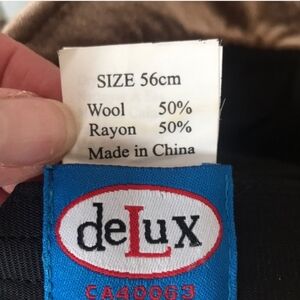 SIZE 56cm
Wool 50%
Rayon 50%
Made in China
deLux
CA40063